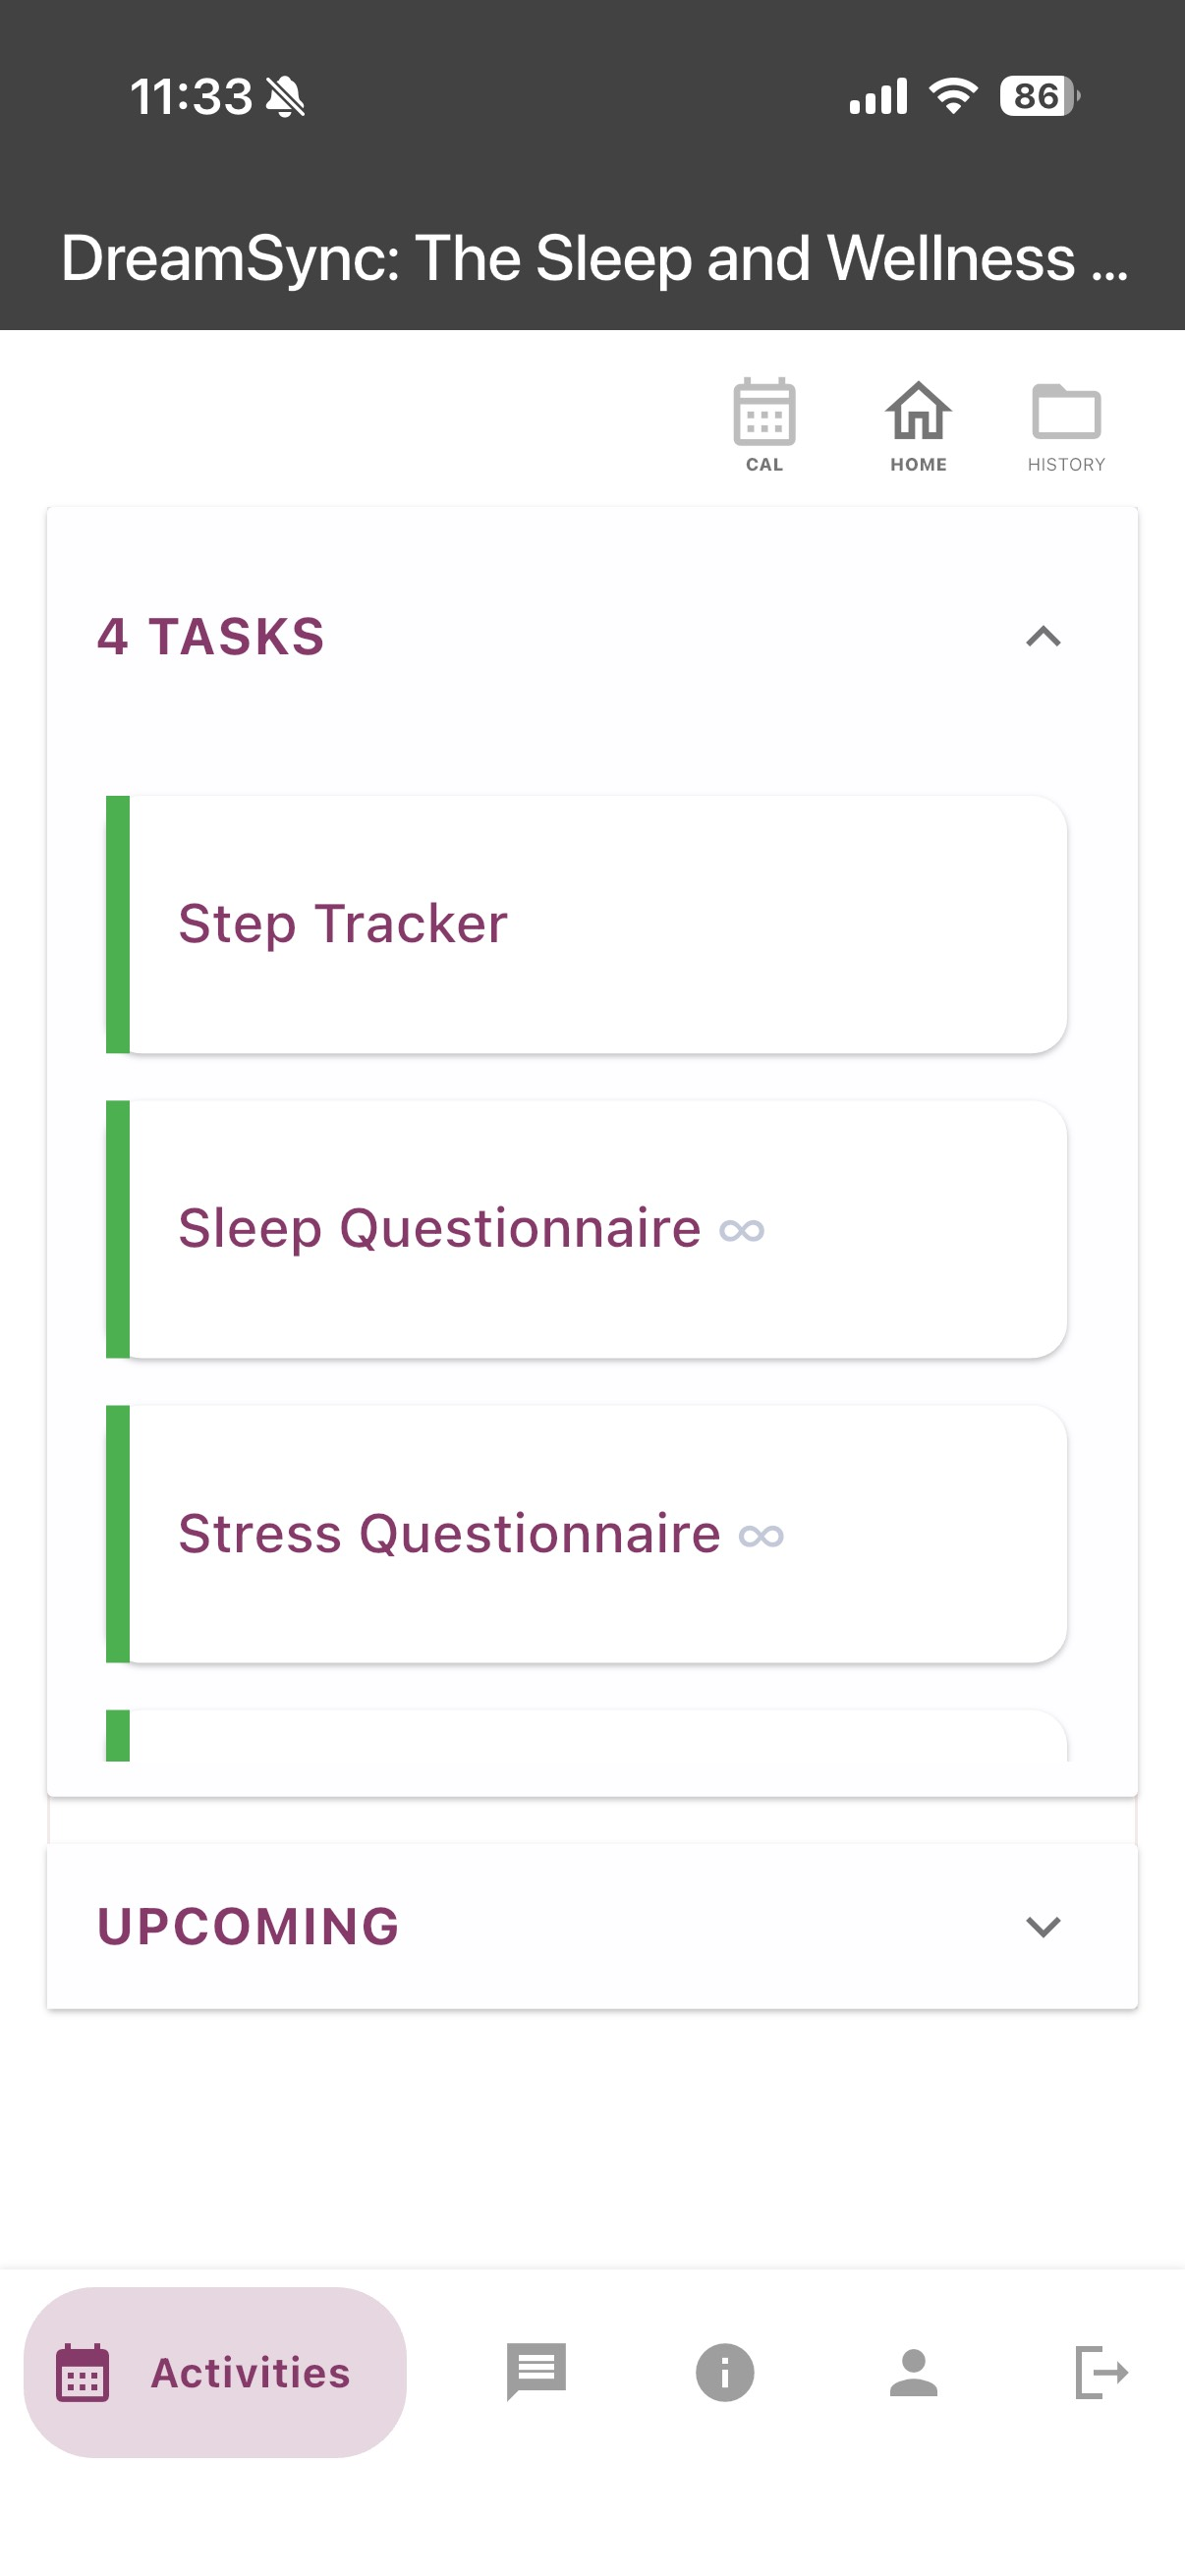 11:33
86
DreamSync: The Sleep and Wellness ...
CAL
HOME
HISTORY
4 TASKS
Step Tracker
Sleep Questionnaire ∞
Stress Questionnaire ∞
UPCOMING
Activities